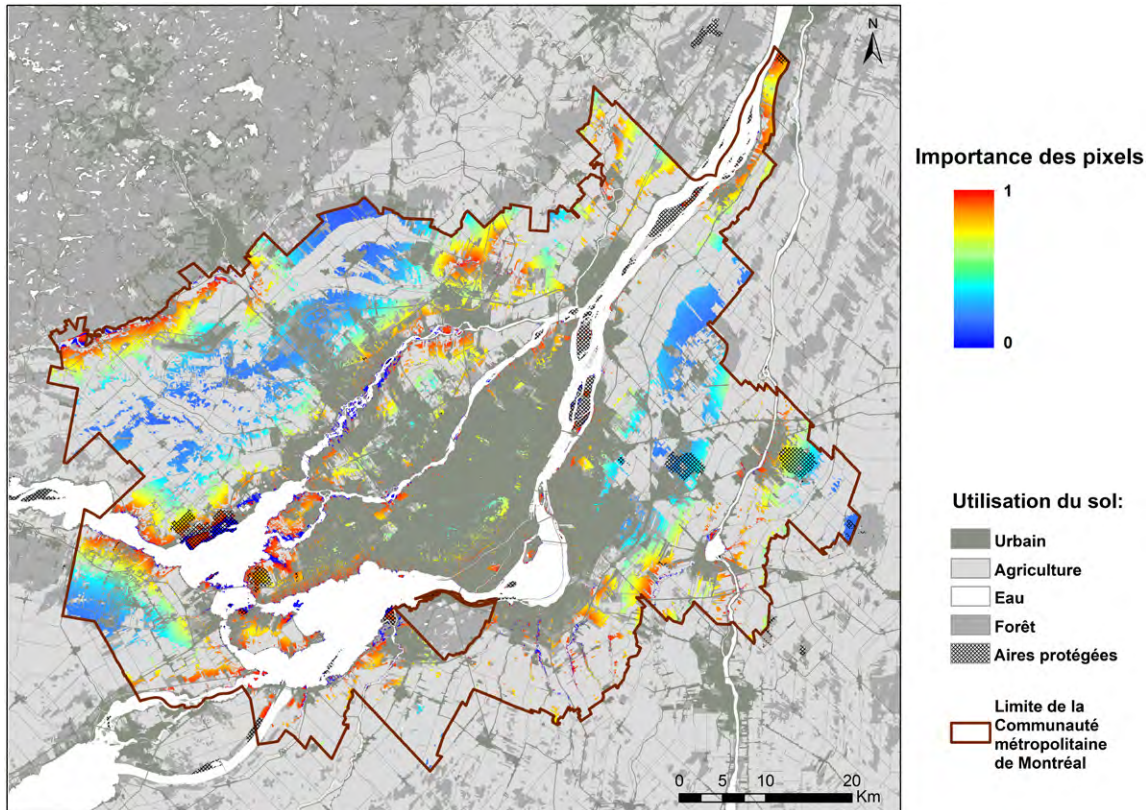 N
Importance des pixels
1
0
Utilisation du sol:
Urbain
Agriculture
Eau
Forêt
Aires protégées
Limite de la
Communauté
métropolitaine
de Montréal
0 5 10 20
Km